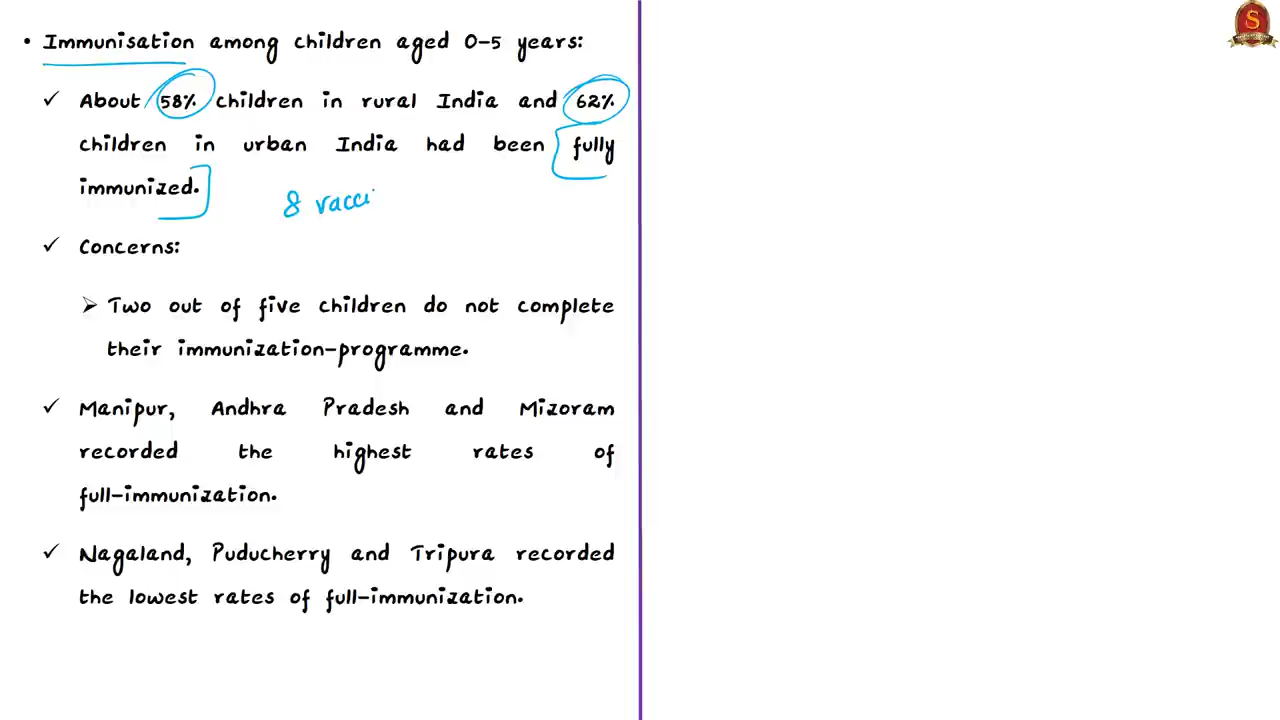 • Immunisation among children aged 0-5 years:
✓ About 58% children in rural India and 62%
children in urban India had been fully
immunized.
8 vacci
✓ Concerns:
➢ Two out of five children do not complete
their immunization-programme.
✓ Manipur, Andhra Pradesh and Mizoram
recorded the highest rates of
full-immunization.
✓ Nagaland, Puducherry and Tripura recorded
the lowest rates of full-immunization.
S